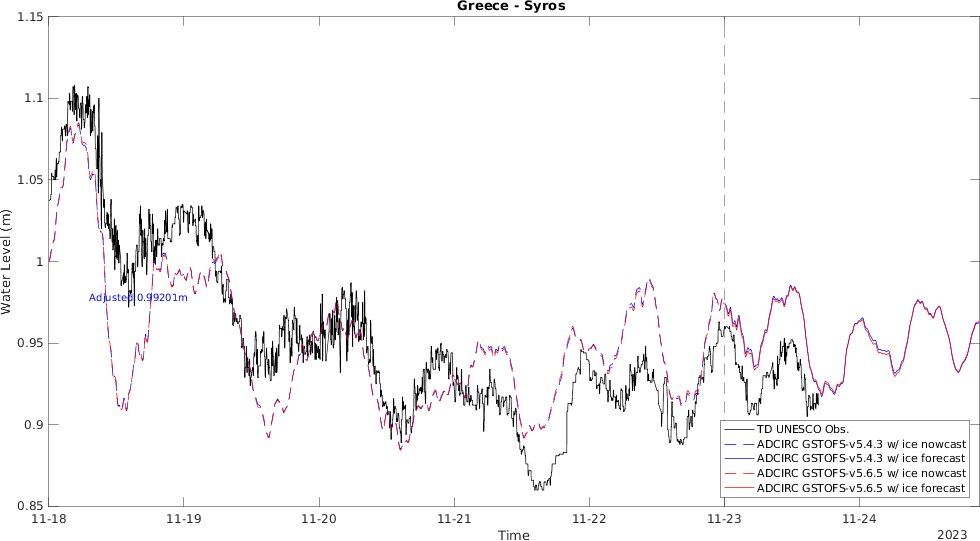 Greece - Syros
1.15
1.1
1.05
1
0.95
0.9
0.85
Water Level (m)
Adjusted:0.99201m
TD UNESCO Obs.
ADCIRC GSTOFS-v5.4.3 w/ ice nowcast
ADCIRC GSTOFS-v5.4.3 w/ ice forecast
ADCIRC GSTOFS-v5.6.5 w/ ice nowcast
ADCIRC GSTOFS-v5.6.5 w/ ice forecast
11-18 11-19 11-20 11-21 11-22 11-23 11-24
Time
2023